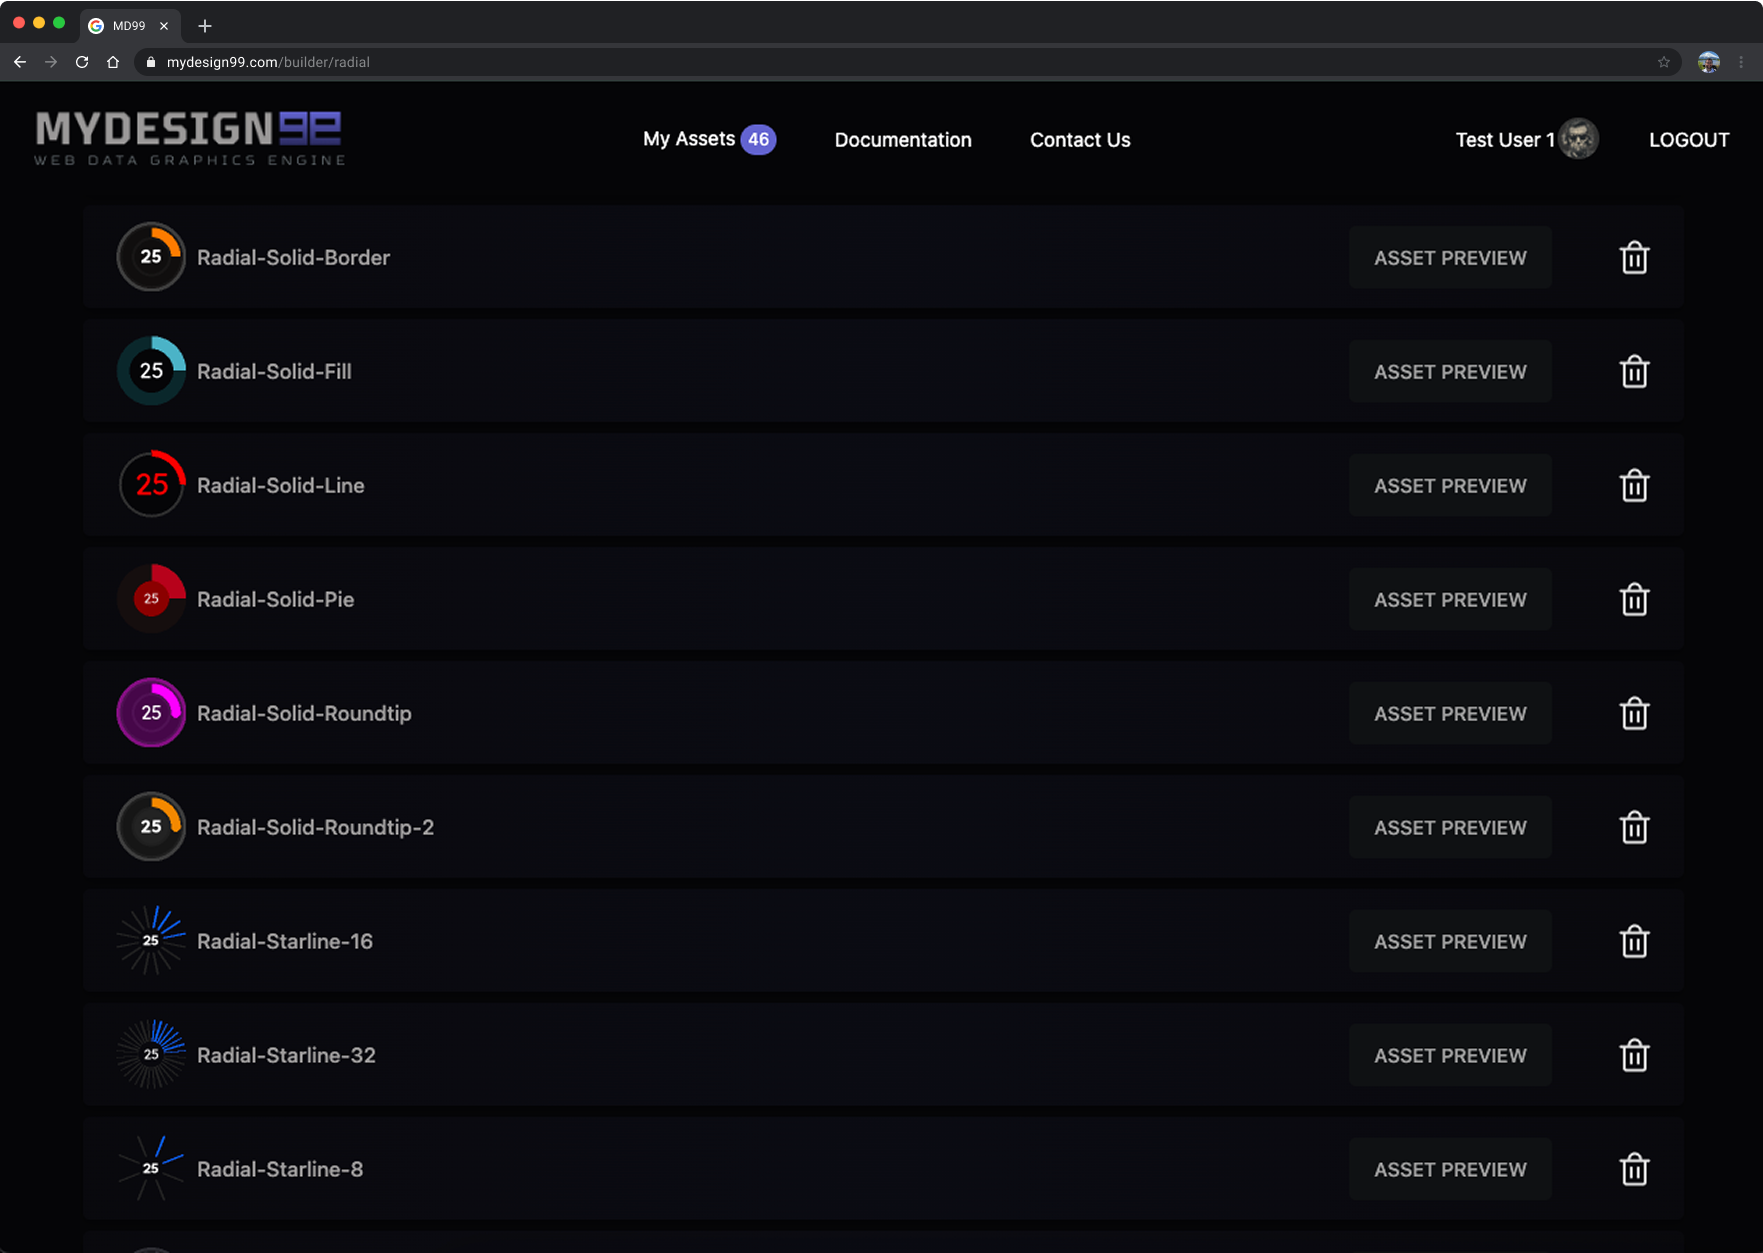 MD99
mydesign99.com/builder/radial
MYDESIGN99
WEB DATA GRAPHICS ENGINE
My Assets 46
Documentation
Contact Us
Test User 1
LOGOUT
25 Radial-Solid-Border ASSET PREVIEW
25 Radial-Solid-Fill ASSET PREVIEW
25 Radial-Solid-Line ASSET PREVIEW
25 Radial-Solid-Pie ASSET PREVIEW
25 Radial-Solid-Roundtip ASSET PREVIEW
25 Radial-Solid-Roundtip-2 ASSET PREVIEW
25 Radial-Starline-16 ASSET PREVIEW
25 Radial-Starline-32 ASSET PREVIEW
25 Radial-Starline-8 ASSET PREVIEW